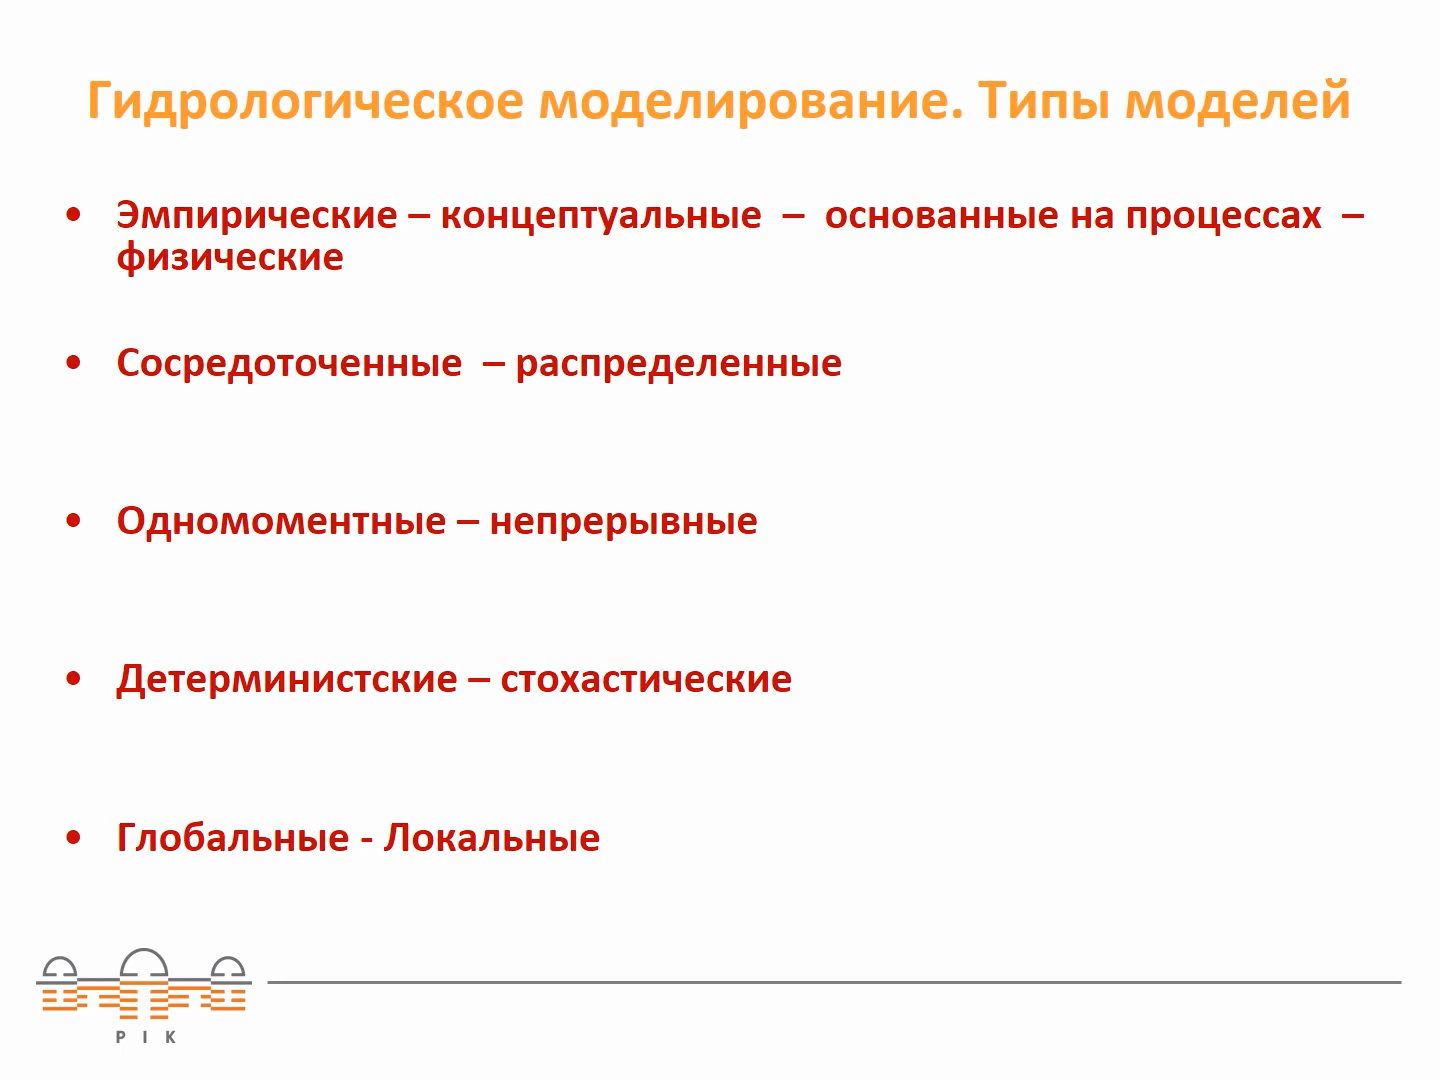 Гидрологическое моделирование. Типы моделей
• Эмпирические – концептуальные – основанные на процессах –
физические
• Сосредоточенные – распределенные
• Одномоментные – непрерывные
• Детерминистские – стохастические
• Глобальные - Локальные
P I K